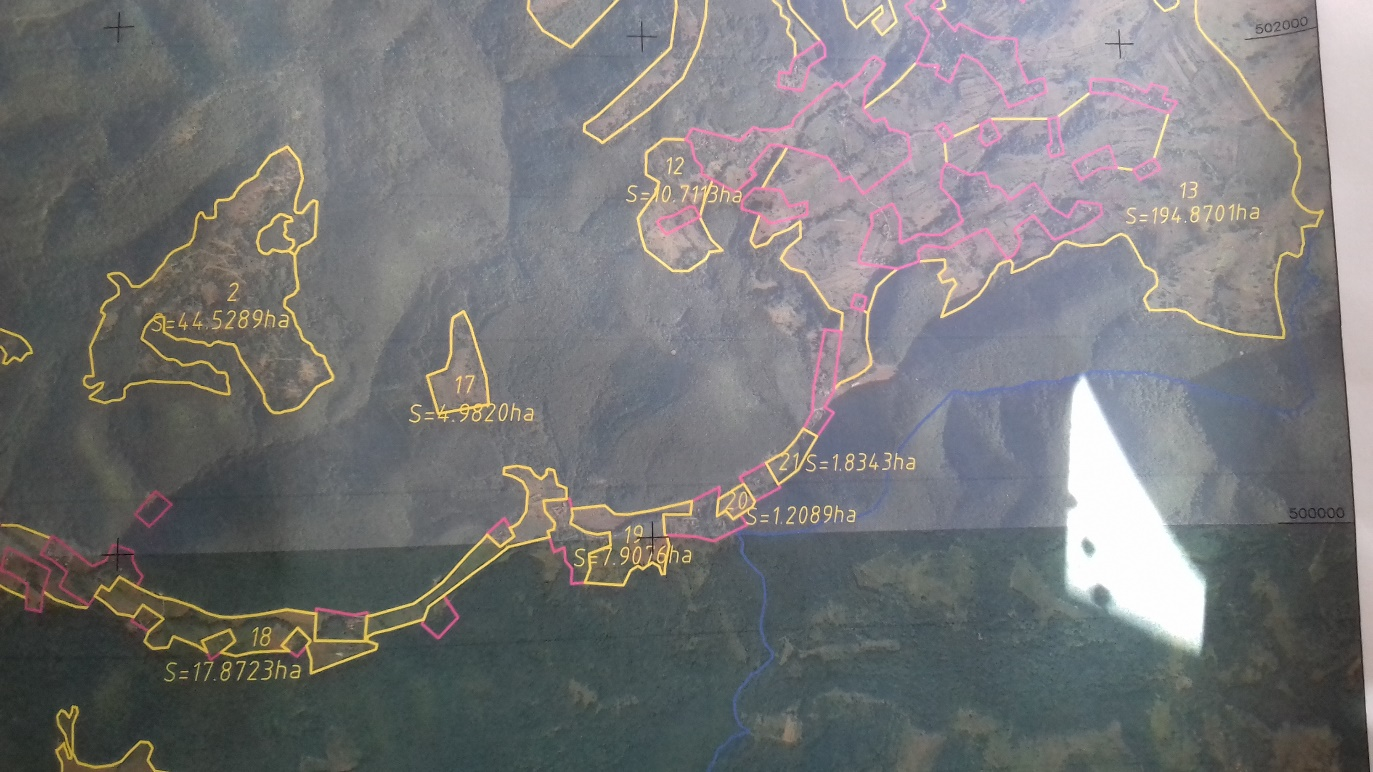 502000
12
S=10.7113ha
13
S=194.8701ha
2
S=44.5289ha
17
S=4.9820ha
21 S=1.8343ha
20
S=1.2089ha
500000
19
S=7.9076ha
18
S=17.8723ha